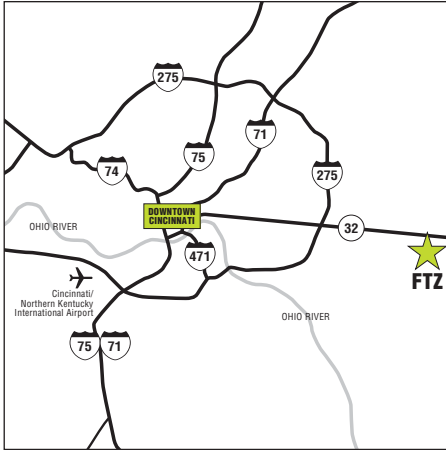 275
71
75
74
275
DOWNTOWN
CINCINNATI
32
OHIO RIVER
471
FTZ
Cincinnati/
Northern Kentucky
International Airport
OHIO RIVER
75
71